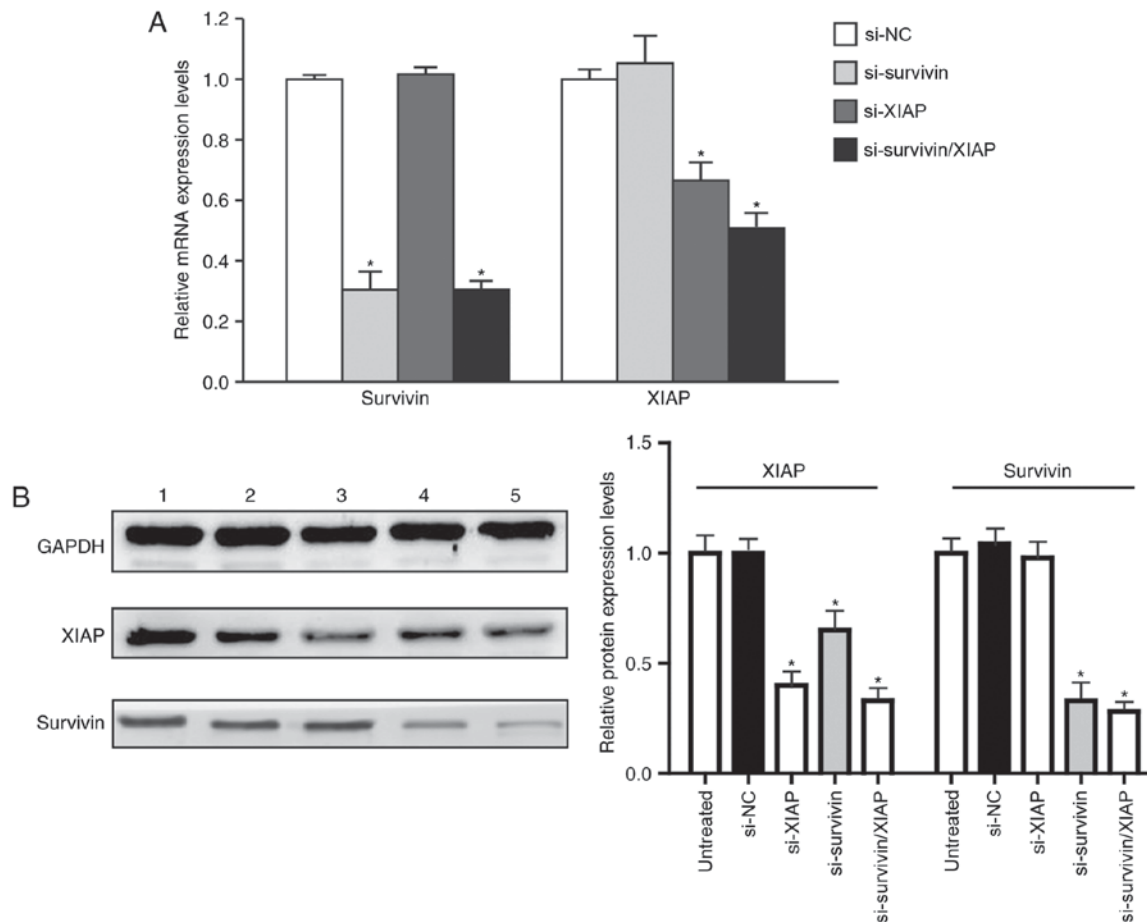 A
Relative mRNA expression levels
1.2
1.0
0.8
0.6
0.4
0.2
0.0
* * * *
Survivin XIAP
si-NC
si-survivin
si-XIAP
si-survivin/XIAP
B
1 2 3 4 5
GAPDH
XIAP
Survivin
Relative protein expression levels
1.5
1.0
0.5
0.0
XIAP Survivin
* * * * *
Untreated
si-NC
si-XIAP
si-survivin
si-survivin/XIAP
Untreated
si-NC
si-XIAP
si-survivin
si-survivin/XIAP